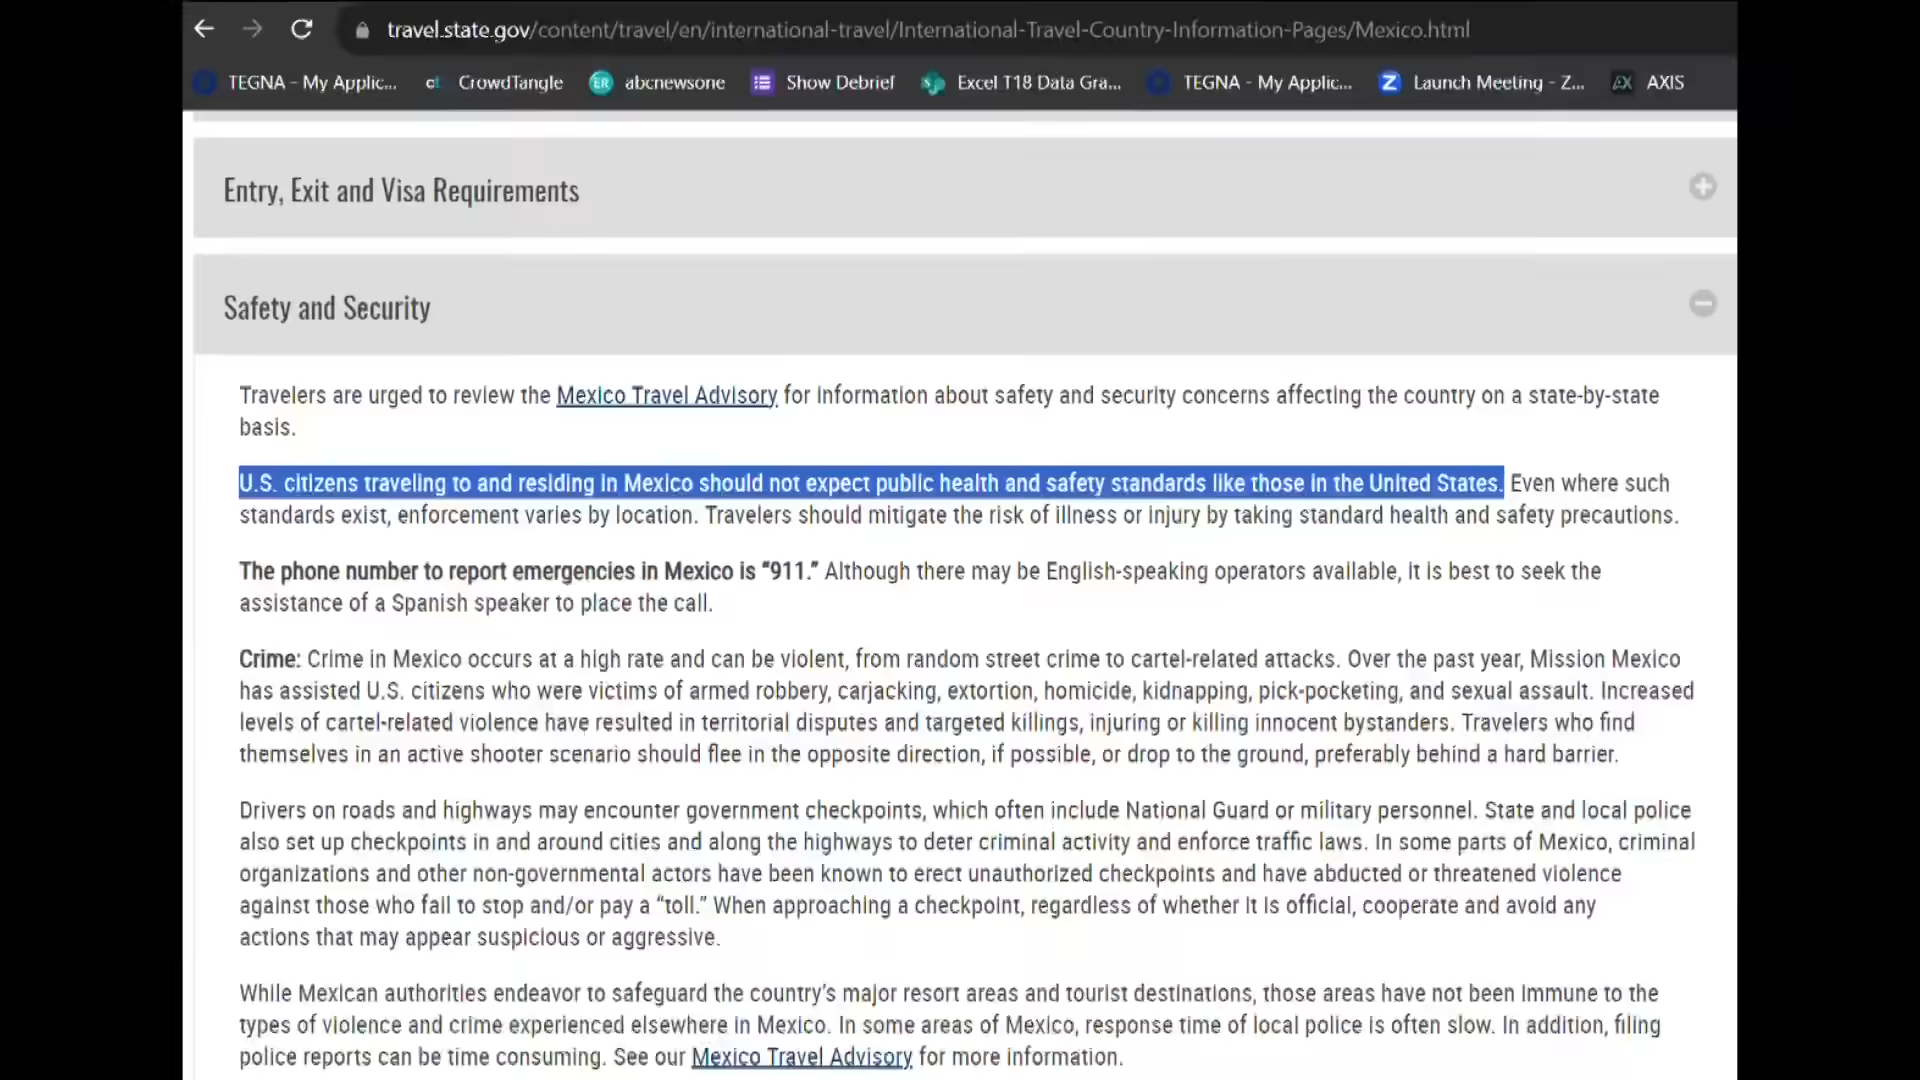 travel.state.gov/content/travel/en/international-travel/International-Travel-Country-Information-Pages/Mexico.html
TEGNA - My Applic... ct CrowdTangle ER abcnewsone Show Debrief Excel T18 Data Gra... TEGNA - My Applic... Z Launch Meeting - Z... AX AXIS
Entry, Exit and Visa Requirements
Safety and Security
Travelers are urged to review the Mexico Travel Advisory for information about safety and security concerns affecting the country on a state-by-state
basis.
U.S. citizens traveling to and residing in Mexico should not expect public health and safety standards like those in the United States. Even where such
standards exist, enforcement varies by location. Travelers should mitigate the risk of illness or injury by taking standard health and safety precautions.
The phone number to report emergencies in Mexico is “911.” Although there may be English-speaking operators available, it is best to seek the
assistance of a Spanish speaker to place the call.
Crime: Crime in Mexico occurs at a high rate and can be violent, from random street crime to cartel-related attacks. Over the past year, Mission Mexico
has assisted U.S. citizens who were victims of armed robbery, carjacking, extortion, homicide, kidnapping, pick-pocketing, and sexual assault. Increased
levels of cartel-related violence have resulted in territorial disputes and targeted killings, injuring or killing innocent bystanders. Travelers who find
themselves in an active shooter scenario should flee in the opposite direction, if possible, or drop to the ground, preferably behind a hard barrier.
Drivers on roads and highways may encounter government checkpoints, which often include National Guard or military personnel. State and local police
also set up checkpoints in and around cities and along the highways to deter criminal activity and enforce traffic laws. In some parts of Mexico, criminal
organizations and other non-governmental actors have been known to erect unauthorized checkpoints and have abducted or threatened violence
against those who fail to stop and/or pay a “toll.” When approaching a checkpoint, regardless of whether it is official, cooperate and avoid any
actions that may appear suspicious or aggressive.
While Mexican authorities endeavor to safeguard the country’s major resort areas and tourist destinations, those areas have not been immune to the
types of violence and crime experienced elsewhere in Mexico. In some areas of Mexico, response time of local police is often slow. In addition, filing
police reports can be time consuming. See our Mexico Travel Advisory for more information.